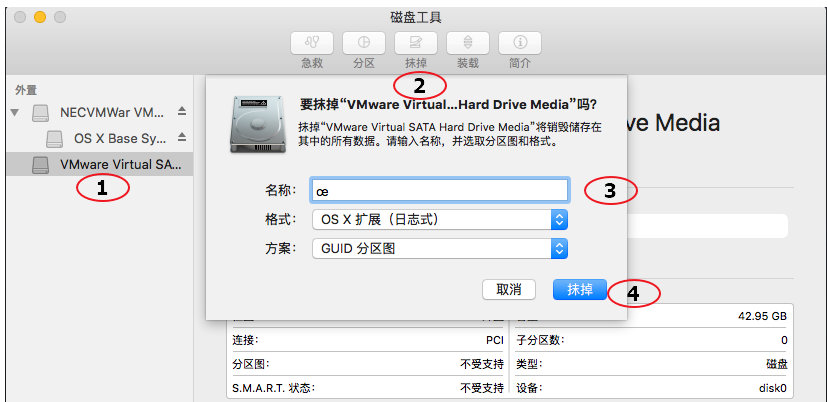 磁盘工具
急救 分区 抹掉 装载 简介
外置
NECVMWar VM...
OS X Base Sy...
VMware Virtual SA...
1
2
要抹掉“VMware Virtual...Hard Drive Media”吗?
抹掉“VMware Virtual SATA Hard Drive Media”将销毁储存在
其中的所有数据。请输入名称，并选取分区图和格式。
ve Media
名称: œ
3
格式: OS X 扩展（日志式）
方案: GUID 分区图
取消 抹掉
4
42.95 GB
连接: PCI 子分区数: 0
分区图: 不受支持 类型: 磁盘
S.M.A.R.T. 状态: 不受支持 设备: disk0